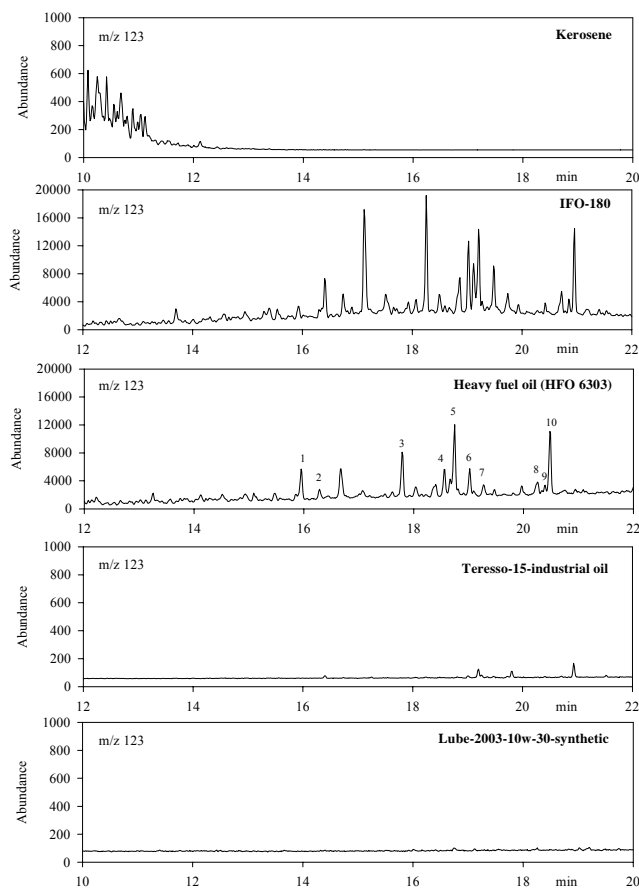 1000
m/z 123
Kerosene
800
600
400
200
0
Abundance
10 12 14 16 18 min 20
20000
m/z 123
IFO-180
16000
12000
8000
4000
0
Abundance
12 14 16 18 20 min 22
20000
m/z 123
Heavy fuel oil (HFO 6303)
16000
12000
8000
4000
0
Abundance
1 2 3 4 5 6 7 8 9 10
12 14 16 18 20 min 22
1000
m/z 123
Teresso-15-industrial oil
800
600
400
200
0
Abundance
12 14 16 18 20 min 22
1000
m/z 123
Lube-2003-10w-30-synthetic
800
600
400
200
0
Abundance
10 12 14 16 18 min 20